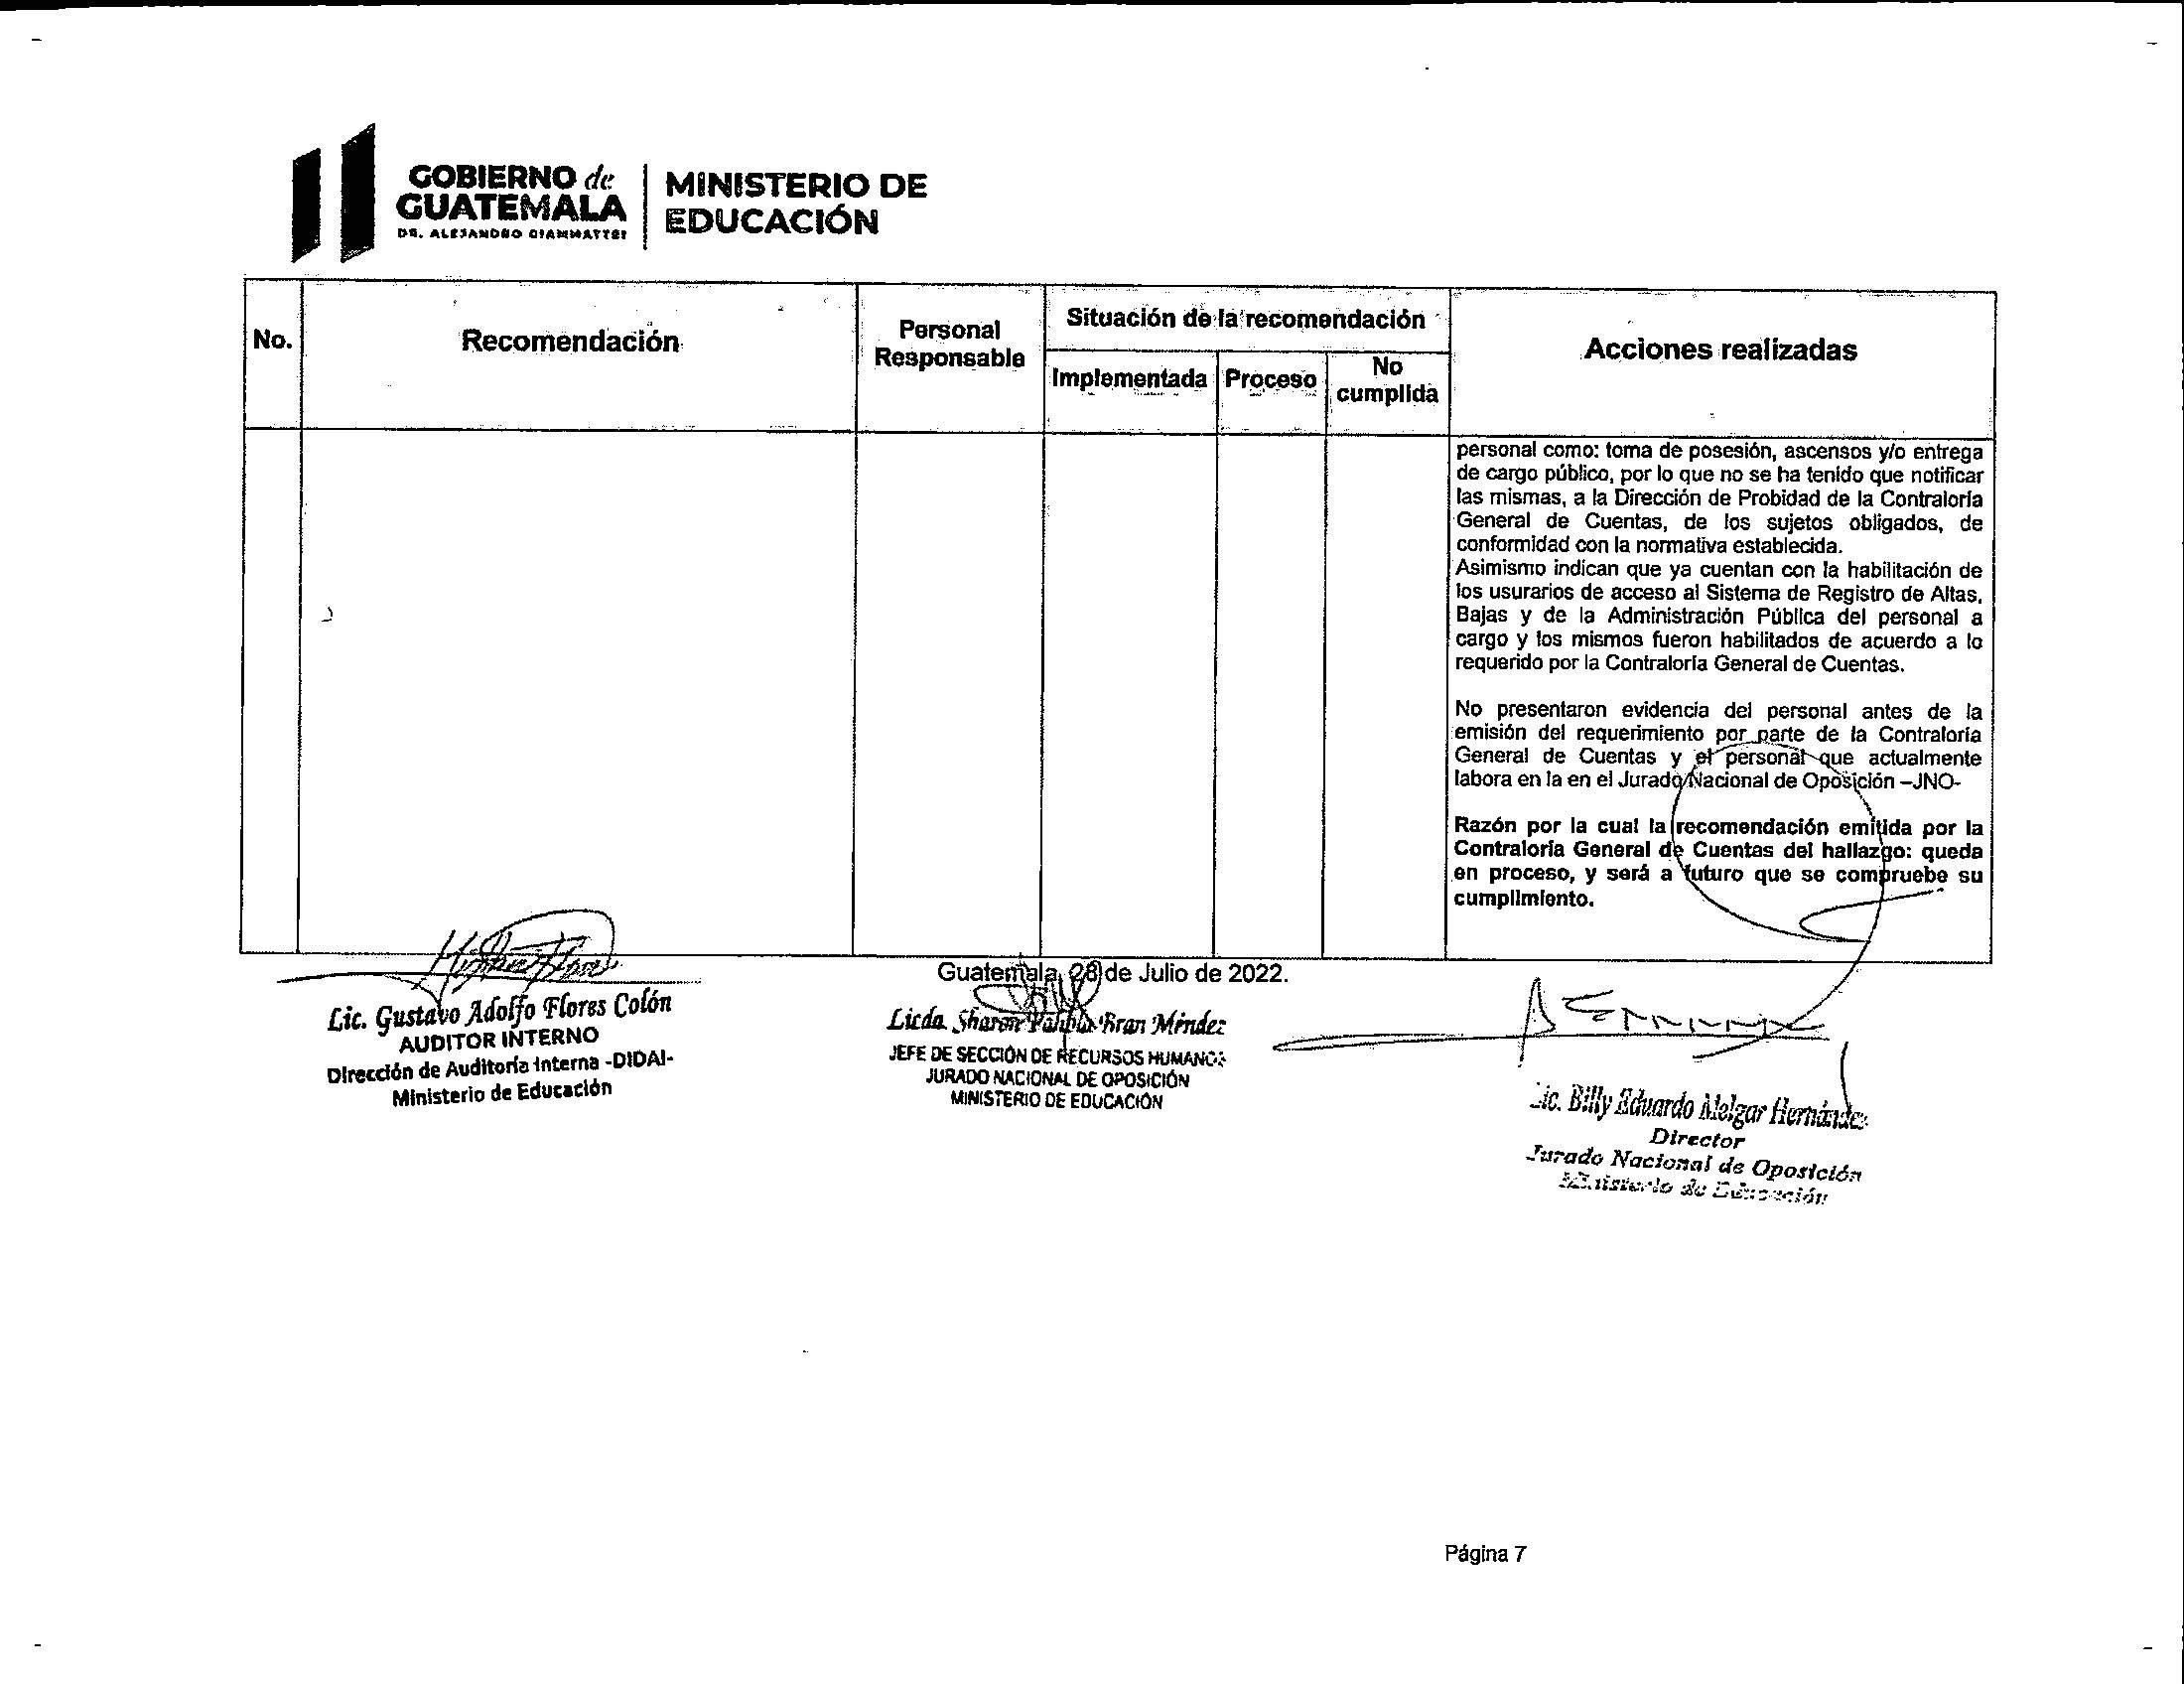 GOBIERNO de
GUATEMALA
DR. ALEJANDRO GIAMMATTEI
MINISTERIO DE
EDUCACIÓN
No.
Recomendación
Personal
Responsable
Situación de la recomendación
Implementada
Proceso
No
cumplida
Acciones realizadas
personal como: toma de posesión, ascensos y/o entrega
de cargo público, por lo que no se ha tenido que notificar
las mismas, a la Dirección de Probidad de la Contraloría
General de Cuentas, de los sujetos obligados, de
conformidad con la normativa establecida.
Asimismo indican que ya cuentan con la habilitación de
los usurarios de acceso al Sistema de Registro de Altas,
Bajas y de la Administración Pública del personal a
cargo y los mismos fueron habilitados de acuerdo a lo
requerido por la Contraloría General de Cuentas.
No presentaron evidencia del personal antes de la
emisión del requerimiento por parte de la Contraloría
General de Cuentas y el personal que actualmente
labora en la en el Jurado Nacional de Oposición –JNO-
Razón por la cual la recomendación emitida por la
Contraloría General de Cuentas del hallazgo: queda
en proceso, y será a futuro que se compruebe su
cumplimiento.
Guatemala, 28 de Julio de 2022.
Lic. Gustavo Adolfo Flores Colón
AUDITOR INTERNO
Dirección de Auditoría Interna -DIDAI-
Ministerio de Educación
Licda. Sharon Bran Méndez
JEFE DE SECCIÓN DE RECURSOS HUMANOS
JURADO NACIONAL DE OPOSICIÓN
MINISTERIO DE EDUCACIÓN
Lic. Billy Eduardo Melgar Hernández
Director
Jurado Nacional de Oposición
Ministerio de Educación
Página 7